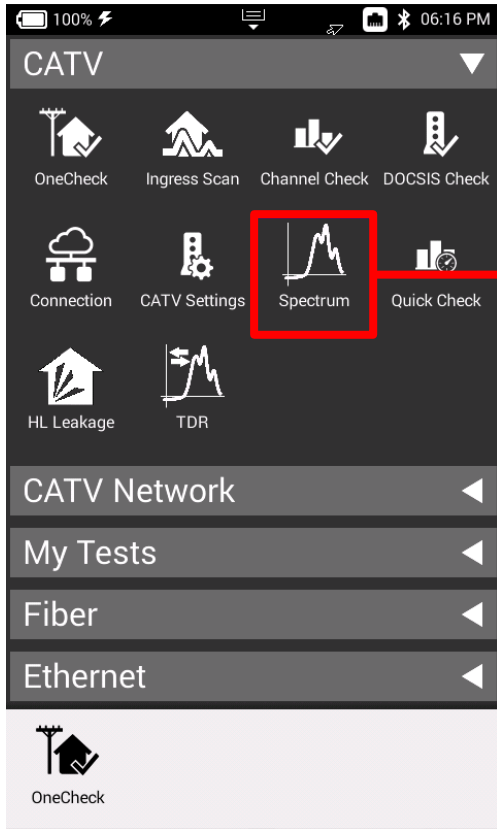 100% 06:16 PM
CATV
OneCheck Ingress Scan Channel Check DOCSIS Check
Connection CATV Settings Spectrum Quick Check
HL Leakage TDR
CATV Network
My Tests
Fiber
Ethernet
OneCheck